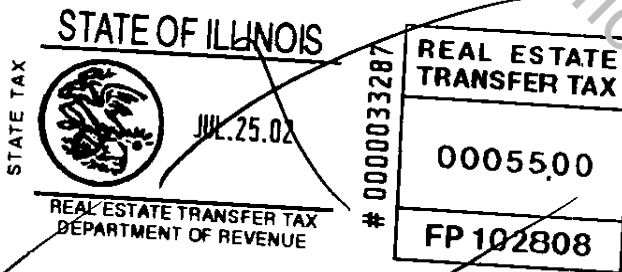 STATE OF ILLINOIS
STATE TAX
JUL.25.02
REAL ESTATE TRANSFER TAX
DEPARTMENT OF REVENUE
# 0000033287
REAL ESTATE
TRANSFER TAX
00055,00
FP 102808